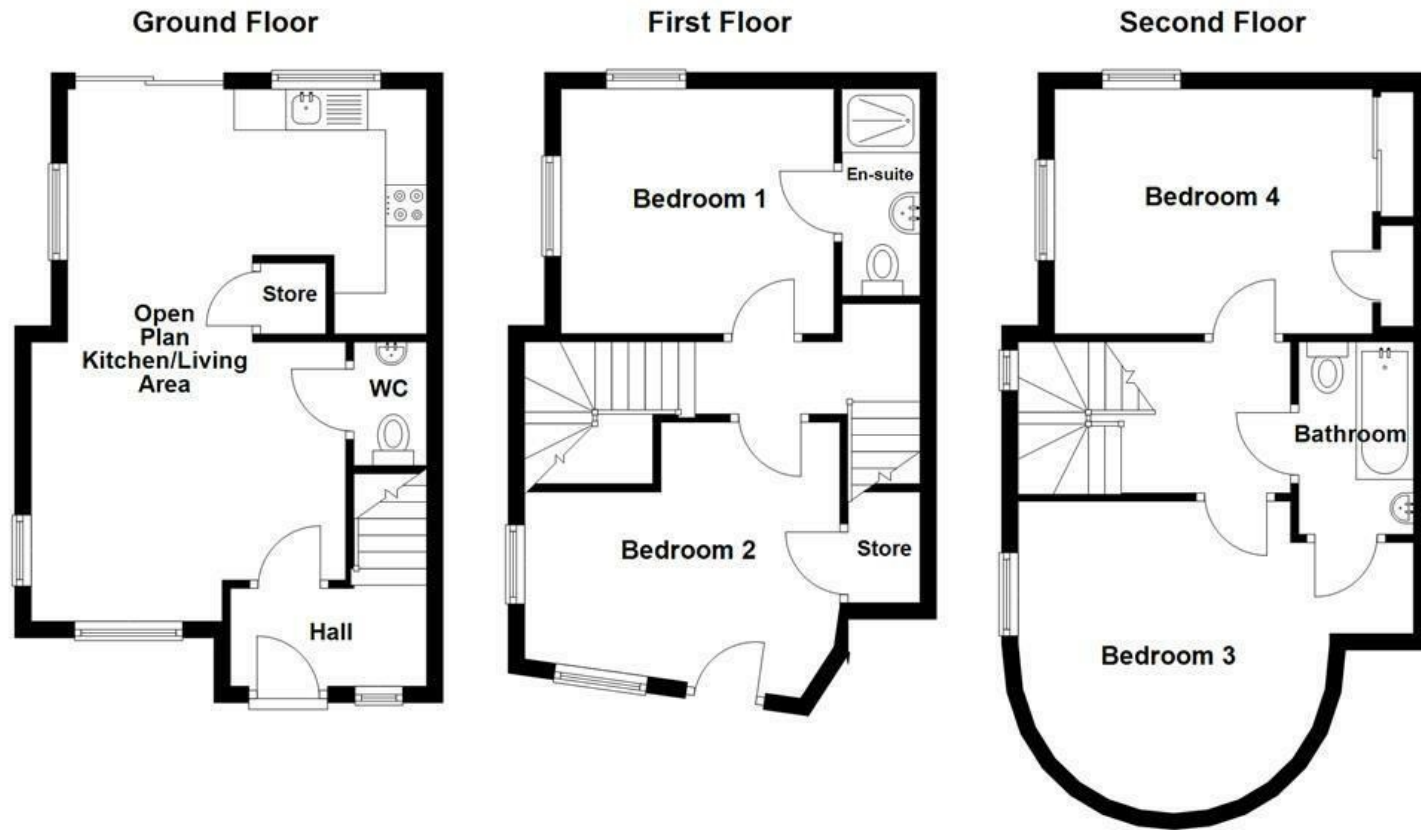 Ground Floor
Open
Plan
Kitchen/Living
Area
Store
WC
Hall
First Floor
Bedroom 1
En-suite
Bedroom 2
Store
Second Floor
Bedroom 4
Bathroom
Bedroom 3